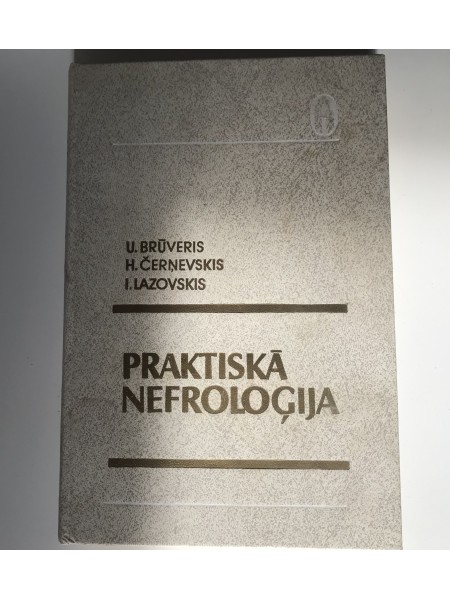 U. BRŪVERIS
H. ČERŅEVSKIS
I. LAZOVSKIS
PRAKTISKĀ
NEFROLOĢIJA